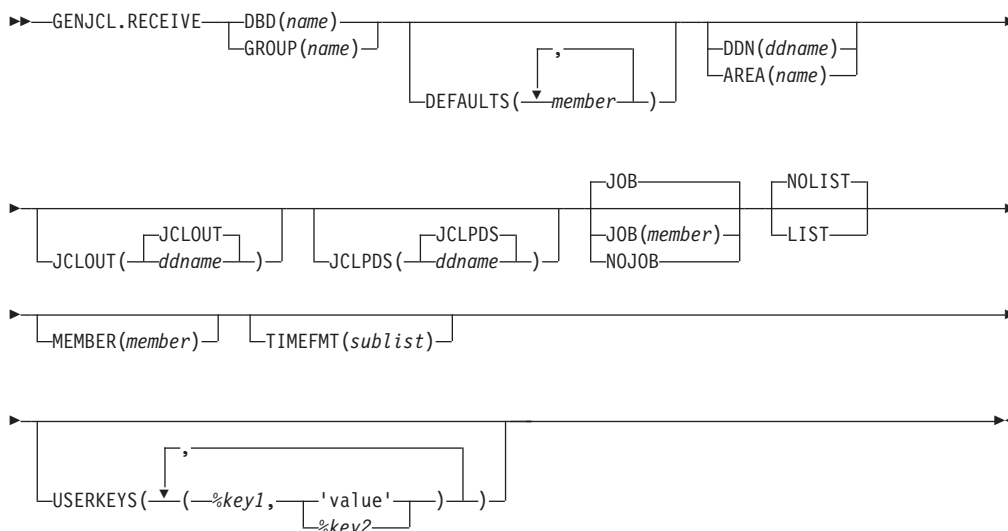 GENJCL.RECEIVE DBD(name)
GROUP(name)
,
DEFAULTS( member )
DDN(ddname)
AREA(name)
JCLOUT
JCLOUT( ddname )
JCLPDS
JCLPDS( ddname )
JOB
JOB(member)
NOJOB
NOLIST
LIST
MEMBER(member)
TIMEFMT(sublist)
,
USERKEYS( ( %key1, 'value' ) )
%key2